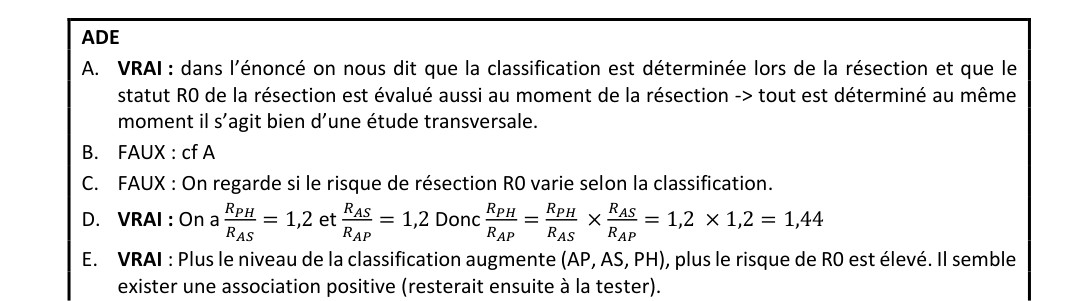 ADE
A. VRAI : dans l’énoncé on nous dit que la classification est déterminée lors de la résection et que le
statut R0 de la résection est évalué aussi au moment de la résection -> tout est déterminé au même
moment il s’agit bien d’une étude transversale.
B. FAUX : cf A
C. FAUX : On regarde si le risque de résection R0 varie selon la classification.
D. VRAI : On a R_PH/R_AS = 1,2 et R_AS/R_AP = 1,2 Donc R_PH/R_AP = R_PH/R_AS × R_AS/R_AP = 1,2 × 1,2 = 1,44
E. VRAI : Plus le niveau de la classification augmente (AP, AS, PH), plus le risque de R0 est élevé. Il semble
exister une association positive (resterait ensuite à la tester).